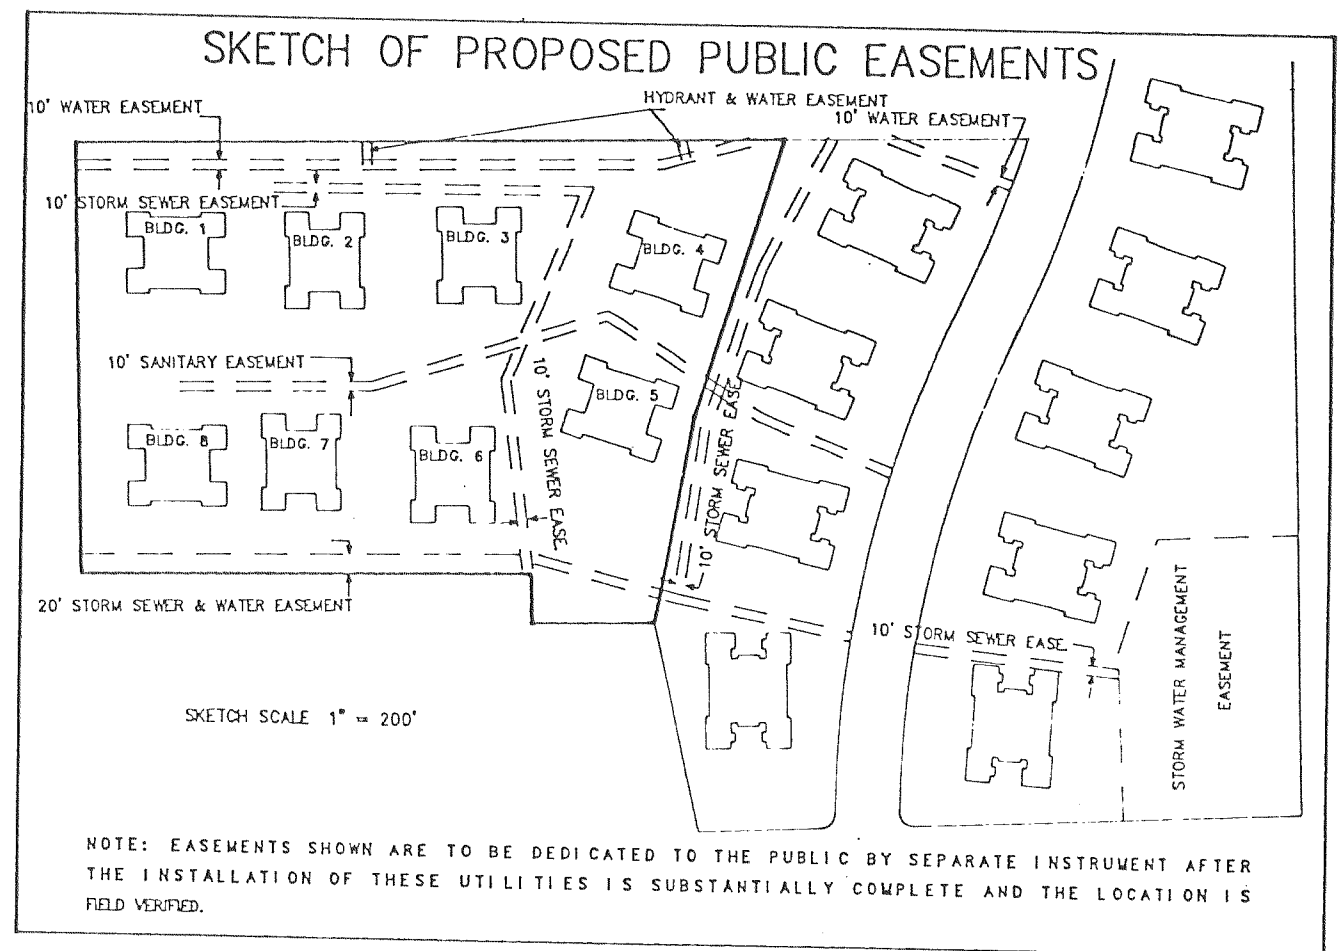 SKETCH OF PROPOSED PUBLIC EASEMENTS
HYDRANT & WATER EASEMENT
10' WATER EASEMENT
10' WATER EASEMENT
10' STORM SEWER EASEMENT
BLDG. 1
BLDG. 2
BLDG. 3
BLDG. 4
10' SANITARY EASEMENT
BLDG. 5
BLDG. 8
BLDG. 7
BLDG. 6
10' STORM SEWER EASE.
10' STORM SEWER EASE.
20' STORM SEWER & WATER EASEMENT
10' STORM SEWER EASE.
STORM WATER MANAGEMENT
EASEMENT
SKETCH SCALE 1" = 200'
NOTE: EASEMENTS SHOWN ARE TO BE DEDICATED TO THE PUBLIC BY SEPARATE INSTRUMENT AFTER
THE INSTALLATION OF THESE UTILITIES IS SUBSTANTIALLY COMPLETE AND THE LOCATION IS
FIELD VERIFIED.